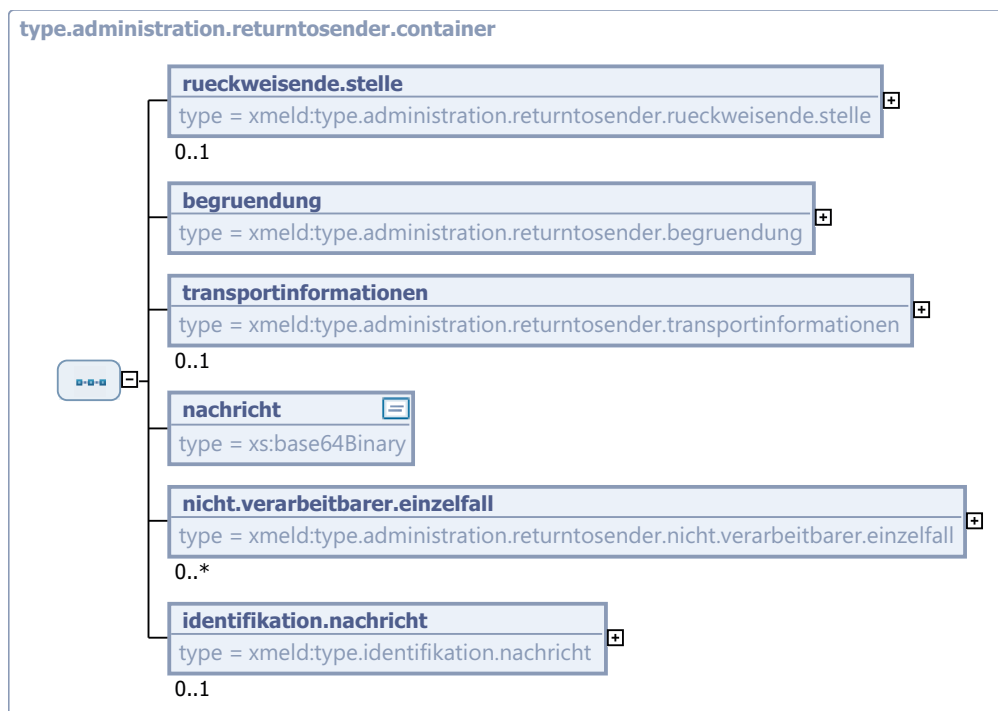 type.administration.returntosender.container
rueckweisende.stelle
type = xmeld:type.administration.returntosender.rueckweisende.stelle
0..1
begruendung
type = xmeld:type.administration.returntosender.begruendung
transportinformationen
type = xmeld:type.administration.returntosender.transportinformationen
0..1
nachricht
type = xs:base64Binary
nicht.verarbeitbarer.einzelfall
type = xmeld:type.administration.returntosender.nicht.verarbeitbarer.einzelfall
0..*
identifikation.nachricht
type = xmeld:type.identifikation.nachricht
0..1